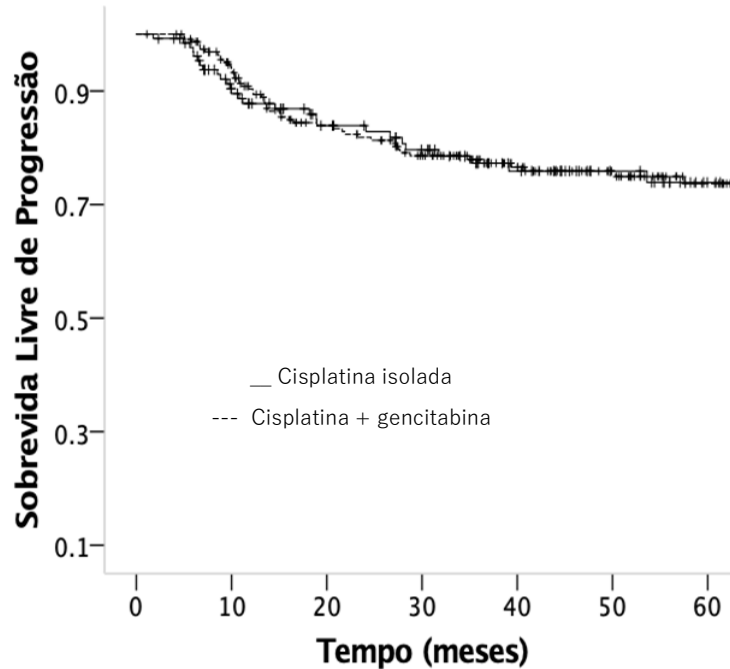 Sobrevida Livre de Progressão
0.9
0.7
0.5
0.3
0.1
__ Cisplatina isolada
--- Cisplatina + gencitabina
0 10 20 30 40 50 60
Tempo (meses)